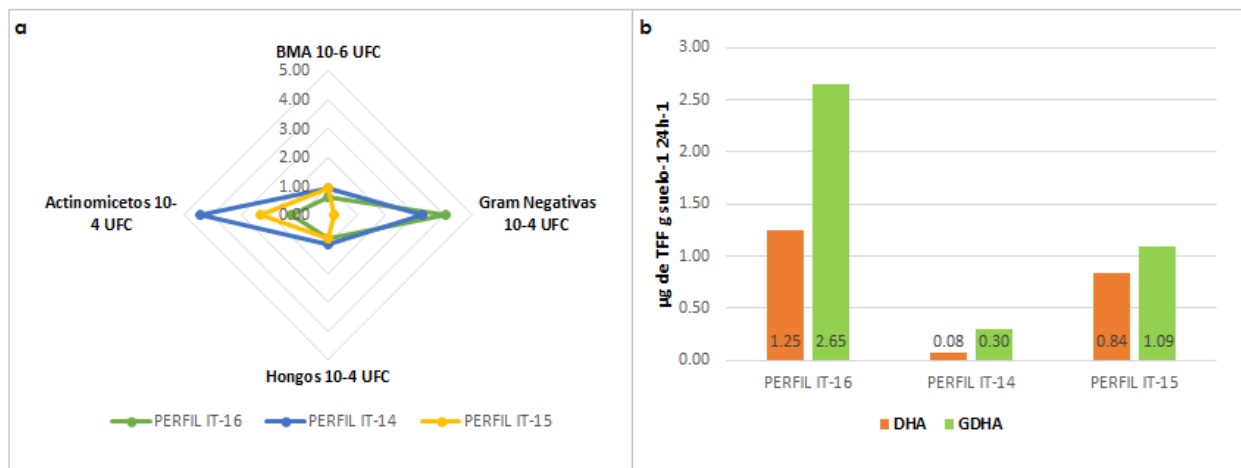 a
BMA 10-6 UFC
5.00
4.00
3.00
2.00
1.00
0.00
Actinomicetos 10-
4 UFC
Gram Negativas
10-4 UFC
Hongos 10-4 UFC
PERFIL IT-16 PERFIL IT-14 PERFIL IT-15
b
µg de TFF g suelo-1 24h-1
3.00
2.50
2.00
1.50
1.00
0.50
0.00
1.25 2.65 0.08 0.30 0.84 1.09
PERFIL IT-16 PERFIL IT-14 PERFIL IT-15
DHA GDHA